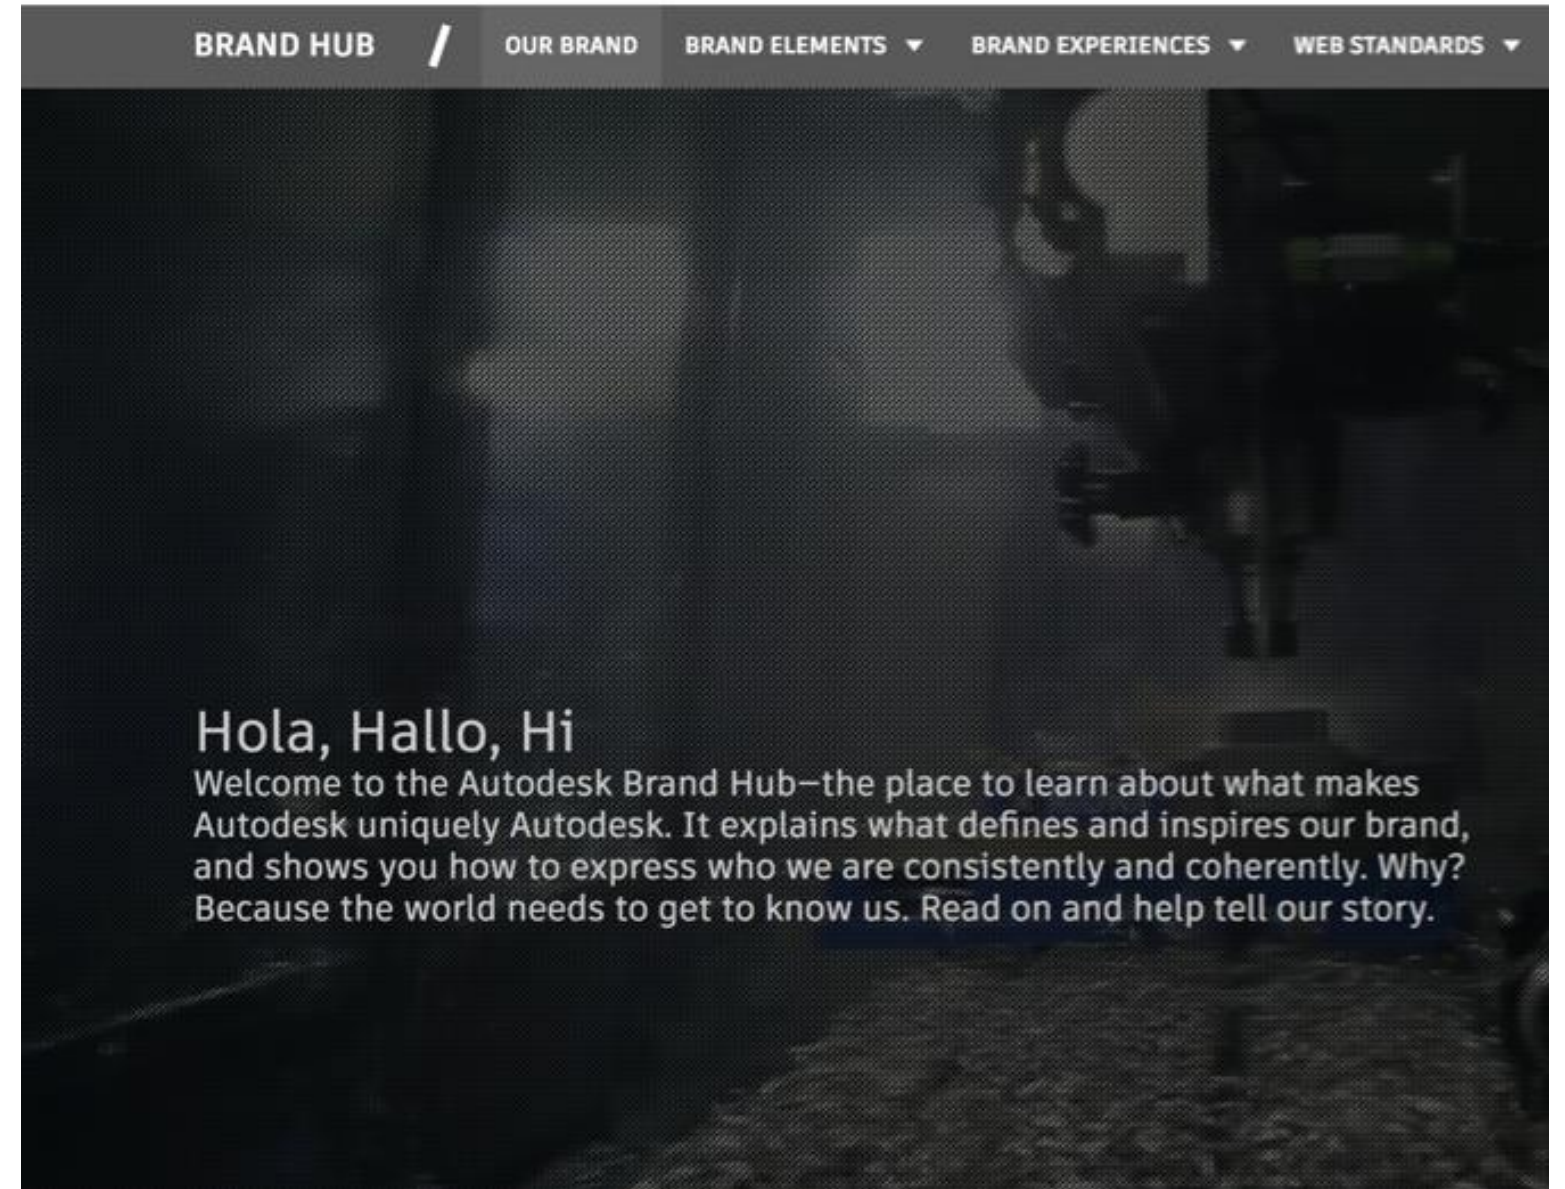 BRAND HUB / OUR BRAND BRAND ELEMENTS ▼ BRAND EXPERIENCES ▼ WEB STANDARDS ▼
Hola, Hallo, Hi
Welcome to the Autodesk Brand Hub—the place to learn about what makes
Autodesk uniquely Autodesk. It explains what defines and inspires our brand,
and shows you how to express who we are consistently and coherently. Why?
Because the world needs to get to know us. Read on and help tell our story.